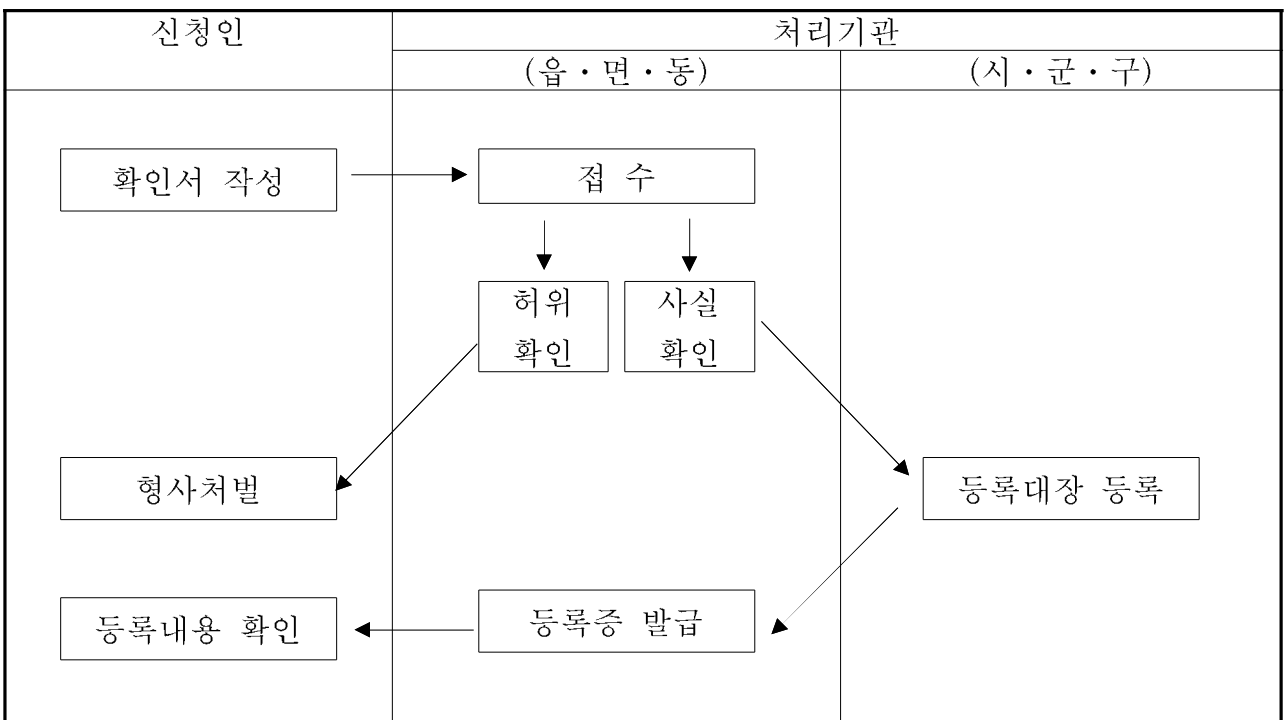 신청인
처리기관
(읍·면·동)
(시·군·구)
확인서 작성
접 수
허위
확인
사실
확인
형사처벌
등록대장 등록
등록내용 확인
등록증 발급